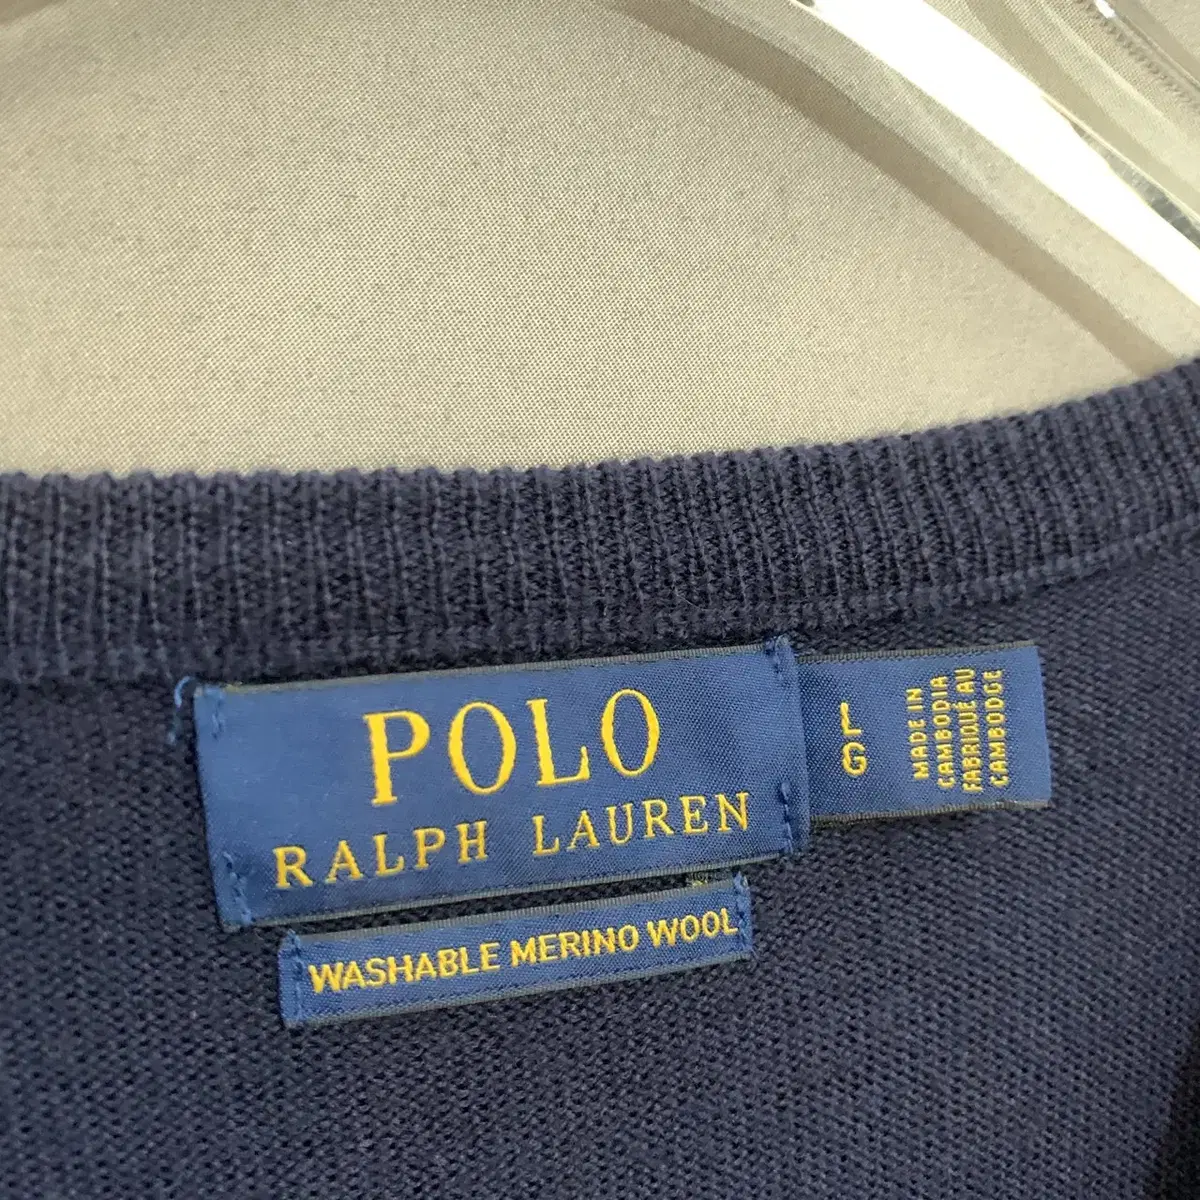 POLO
RALPH LAUREN
WASHABLE MERINO WOOL
L
G
MADE IN
CAMBODIA
FABRIQUÉ AU
CAMBODGE